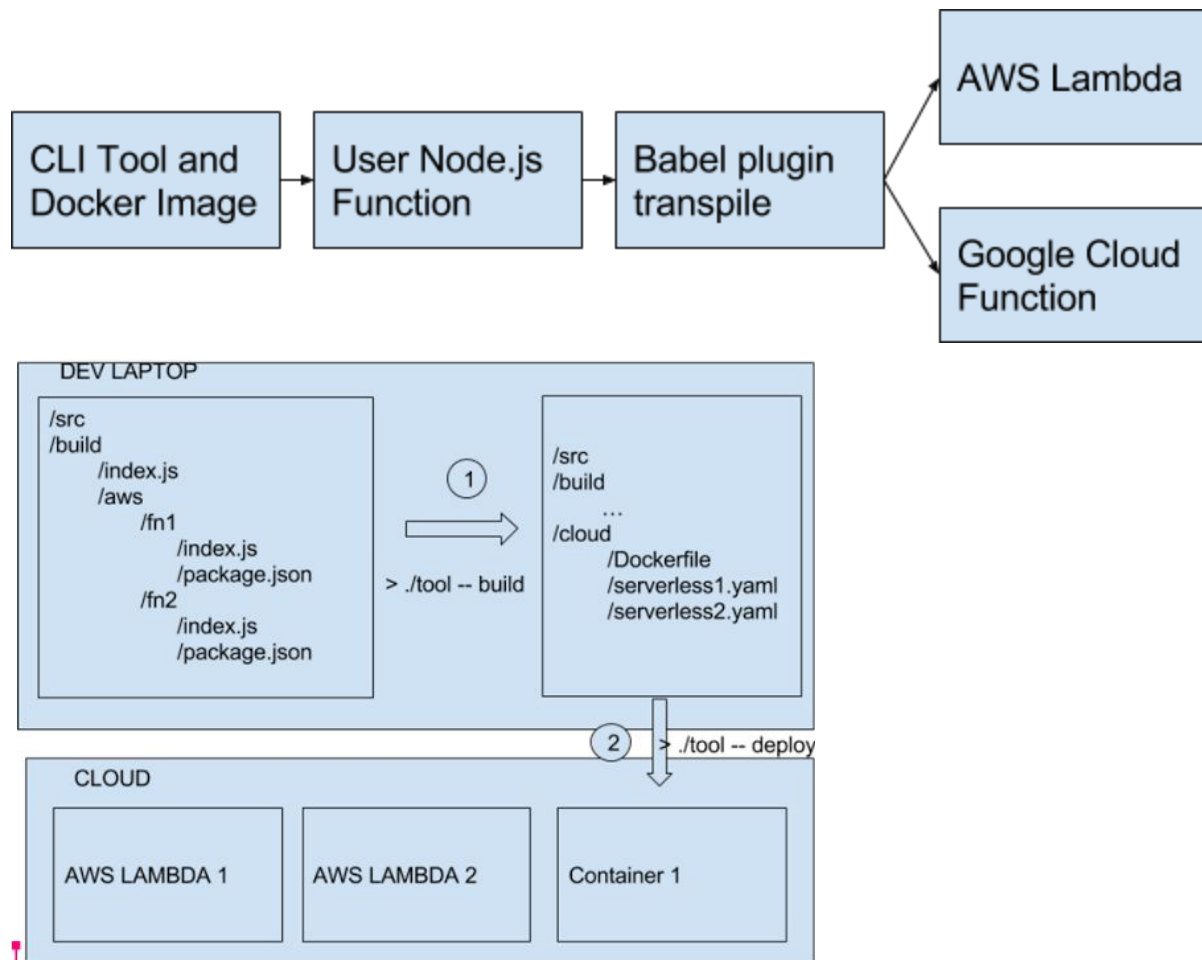 CLI Tool and
Docker Image
User Node.js
Function
Babel plugin
transpile
AWS Lambda
Google Cloud
Function
DEV LAPTOP
/src
/build
/index.js
/aws
/fn1
/index.js
/package.json
/fn2
/index.js
/package.json
1
> ./tool -- build
/src
/build
...
/cloud
/Dockerfile
/serverless1.yaml
/serverless2.yaml
2
> ./tool -- deploy
CLOUD
AWS LAMBDA 1
AWS LAMBDA 2
Container 1